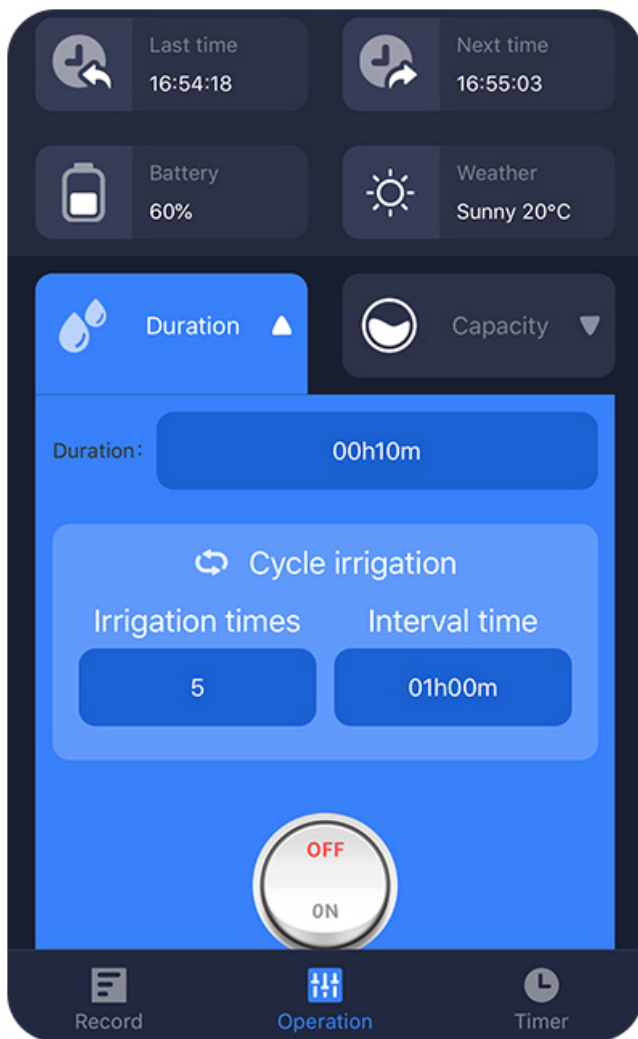 Last time
16:54:18
Next time
16:55:03
Battery
60%
Weather
Sunny 20°C
Duration
Capacity
Duration:
00h10m
Cycle irrigation
Irrigation times
Interval time
5
01h00m
OFF
ON
Record
Operation
Timer